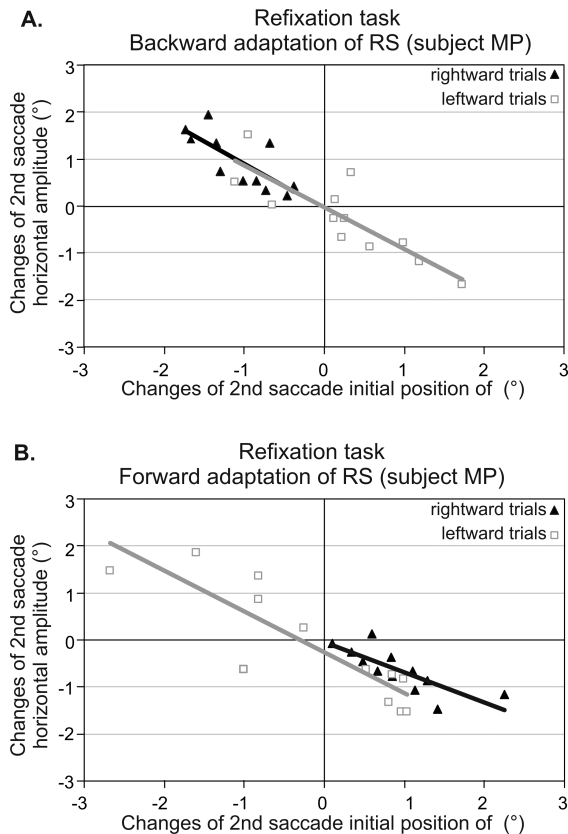 A.
Refixation task
Backward adaptation of RS (subject MP)
rightward trials
leftward trials
Changes of 2nd saccade
horizontal amplitude (°)
3
2
1
0
-1
-2
-3
-3 -2 -1 0 1 2 3
Changes of 2nd saccade initial position of (°)
B.
Refixation task
Forward adaptation of RS (subject MP)
rightward trials
leftward trials
Changes of 2nd saccade
horizontal amplitude (°)
3
2
1
0
-1
-2
-3
-3 -2 -1 0 1 2 3
Changes of 2nd saccade initial position of (°)